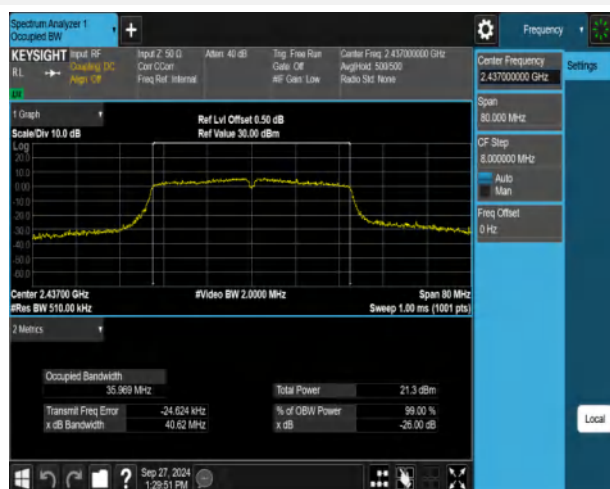 Spectrum Analyzer 1
Occupied BW
Frequency
KEYSIGHT
Input: RF
Input Z: 50 Ω
Atten: 40 dB
Trig: Free Run
Center Freq: 2.437000000 GHz
RL
Coupling: DC
Corr CCorr
Gate: Off
Avg|Hold: 500/500
Align: Off
Freq Ref: Internal
#IF Gain: Low
Radio Std: None
Center Frequency
2.437000000 GHz
Settings
Span
80.000 MHz
CF Step
8.000000 MHz
Auto
Man
Freq Offset
0 Hz
1 Graph
Ref Lvl Offset 0.50 dB
Scale/Div 10.0 dB
Ref Value 30.00 dBm
Log
20.0
10.0
0.00
-10.0
-20.0
-30.0
-40.0
-50.0
-60.0
Center 2.43700 GHz
#Video BW 2.0000 MHz
Span 80 MHz
#Res BW 510.00 kHz
Sweep 1.00 ms (1001 pts)
2 Metrics
Occupied Bandwidth
35.969 MHz
Total Power
21.3 dBm
Transmit Freq Error
-24.624 kHz
% of OBW Power
99.00 %
x dB Bandwidth
40.62 MHz
x dB
-26.00 dB
Local
Sep 27, 2024
1:29:51 PM